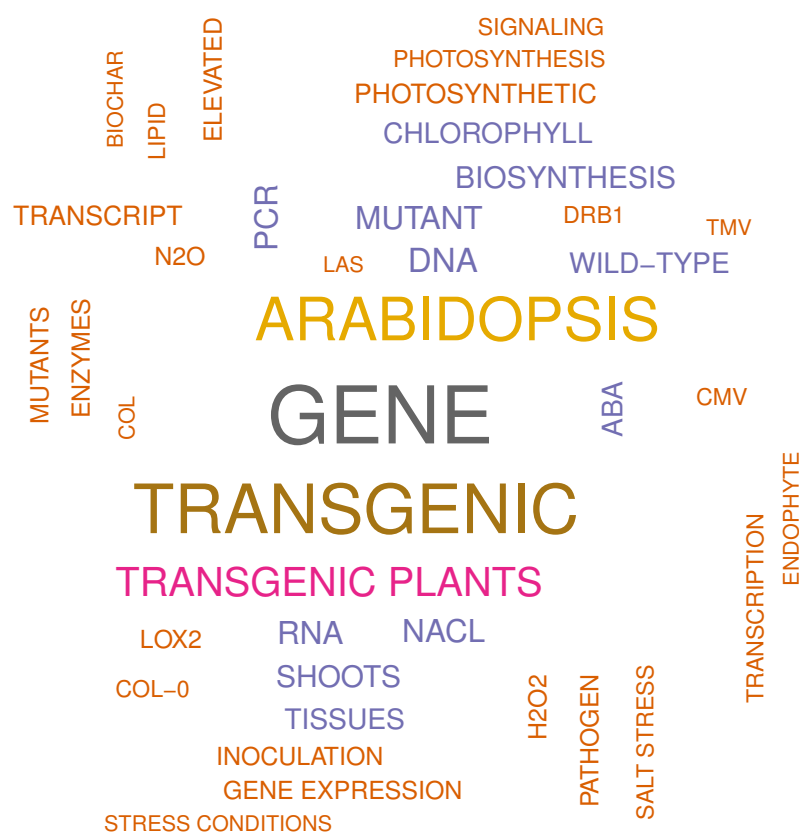 SIGNALING
ELEVATED
PHOTOSYNTHESIS
BIOCHAR
LIPID
PHOTOSYNTHETIC
CHLOROPHYLL
BIOSYNTHESIS
TRANSCRIPT
PCR
MUTANT
DRB1
TMV
N2O
LAS
DNA
WILD−TYPE
ARABIDOPSIS
MUTANTS
ENZYMES
COL
GENE
ABA
CMV
TRANSGENIC
ENDOPHYTE
TRANSCRIPTION
TRANSGENIC PLANTS
LOX2
RNA
NACL
COL−0
SHOOTS
H2O2
PATHOGEN
SALT STRESS
TISSUES
INOCULATION
GENE EXPRESSION
STRESS CONDITIONS